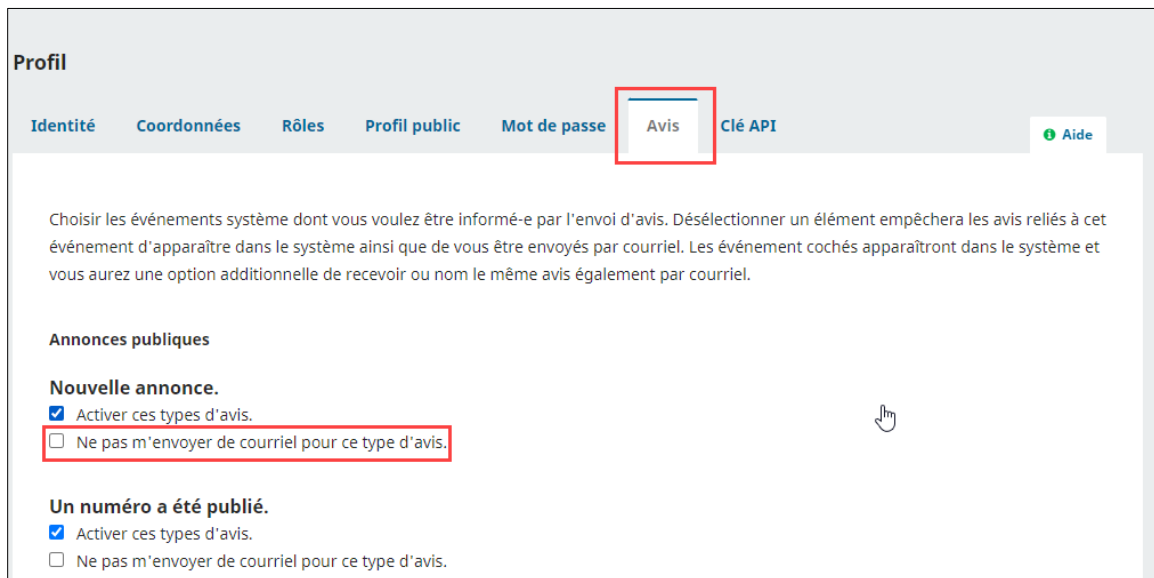 Profil
Identité Coordonnées Rôles Profil public Mot de passe Avis Clé API
Aide
Choisir les événements système dont vous voulez être informé-e par l'envoi d'avis. Désélectionner un élément empêchera les avis reliés à cet
événement d'apparaître dans le système ainsi que de vous être envoyés par courriel. Les événement cochés apparaîtront dans le système et
vous aurez une option additionnelle de recevoir ou nom le même avis également par courriel.
Annonces publiques
Nouvelle annonce.
Activer ces types d'avis.
Ne pas m'envoyer de courriel pour ce type d'avis.
Un numéro a été publié.
Activer ces types d'avis.
Ne pas m'envoyer de courriel pour ce type d'avis.